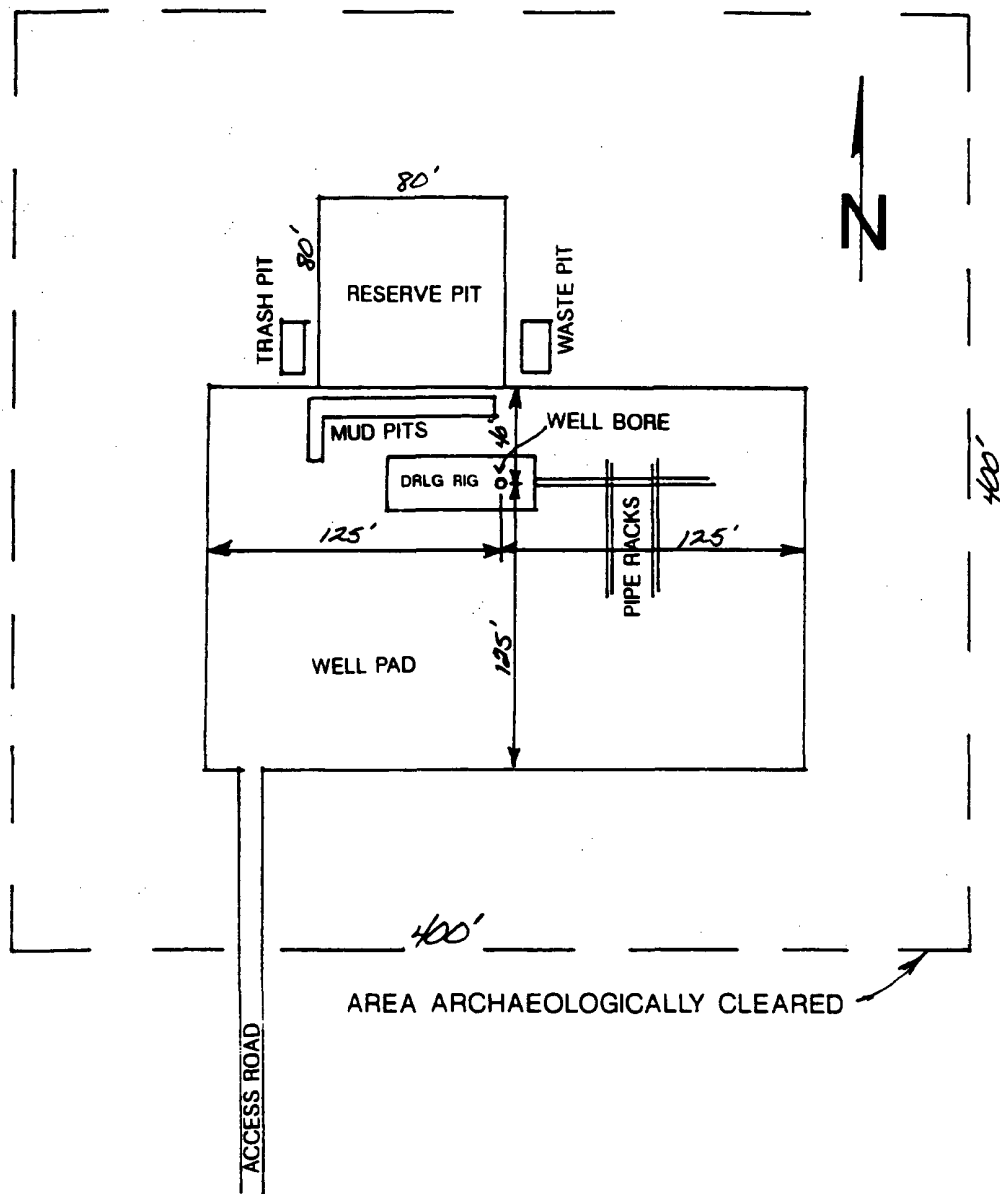 80'
N
80'
TRASH PIT
RESERVE PIT
WASTE PIT
MUD PITS
WELL BORE
DRLG RIG
125'
125'
PIPE RACKS
400'
125'
WELL PAD
400'
AREA ARCHAEOLOGICALLY CLEARED
ACCESS ROAD